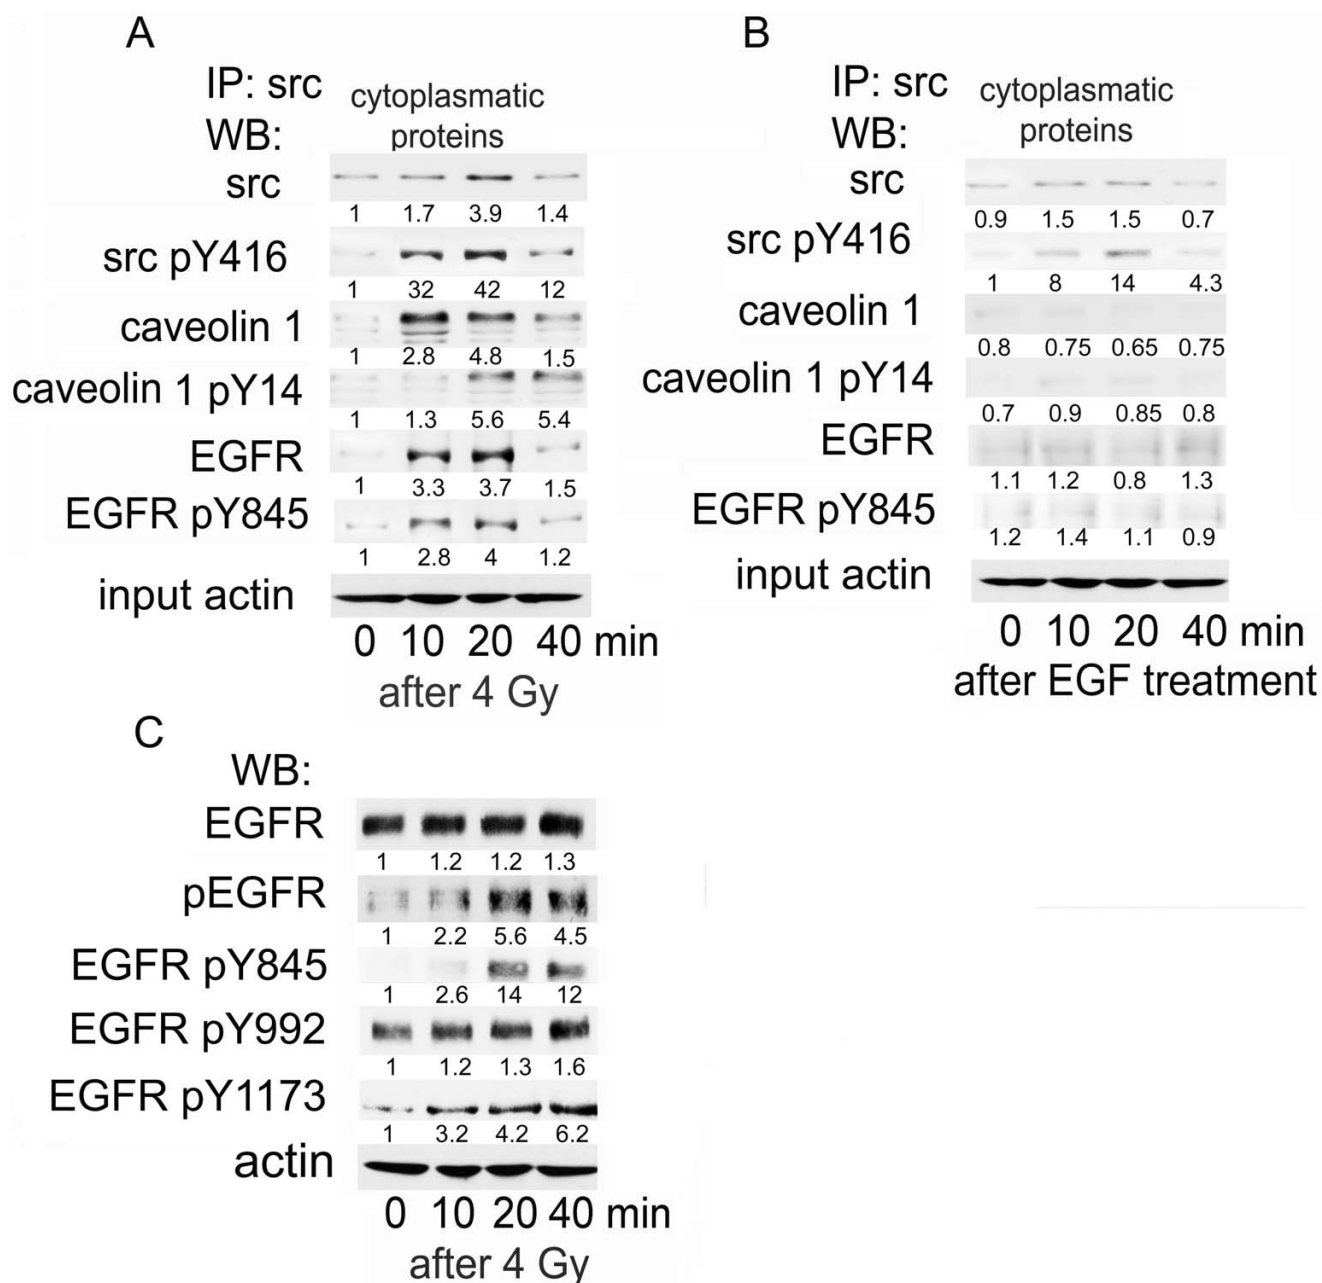 A
IP: src
cytoplasmatic
proteins
WB:
src
1 1.7 3.9 1.4
src pY416
1 32 42 12
caveolin 1
1 2.8 4.8 1.5
caveolin 1 pY14
1 1.3 5.6 5.4
EGFR
1 3.3 3.7 1.5
EGFR pY845
1 2.8 4 1.2
input actin
0 10 20 40 min
after 4 Gy
B
IP: src
cytoplasmatic
proteins
WB:
src
0.9 1.5 1.5 0.7
src pY416
1 8 14 4.3
caveolin 1
0.8 0.75 0.65 0.75
caveolin 1 pY14
0.7 0.9 0.85 0.8
EGFR
1.1 1.2 0.8 1.3
EGFR pY845
1.2 1.4 1.1 0.9
input actin
0 10 20 40 min
after EGF treatment
C
WB:
EGFR
1 1.2 1.2 1.3
pEGFR
1 2.2 5.6 4.5
EGFR pY845
1 2.6 14 12
EGFR pY992
1 1.2 1.3 1.6
EGFR pY1173
1 3.2 4.2 6.2
actin
0 10 20 40 min
after 4 Gy